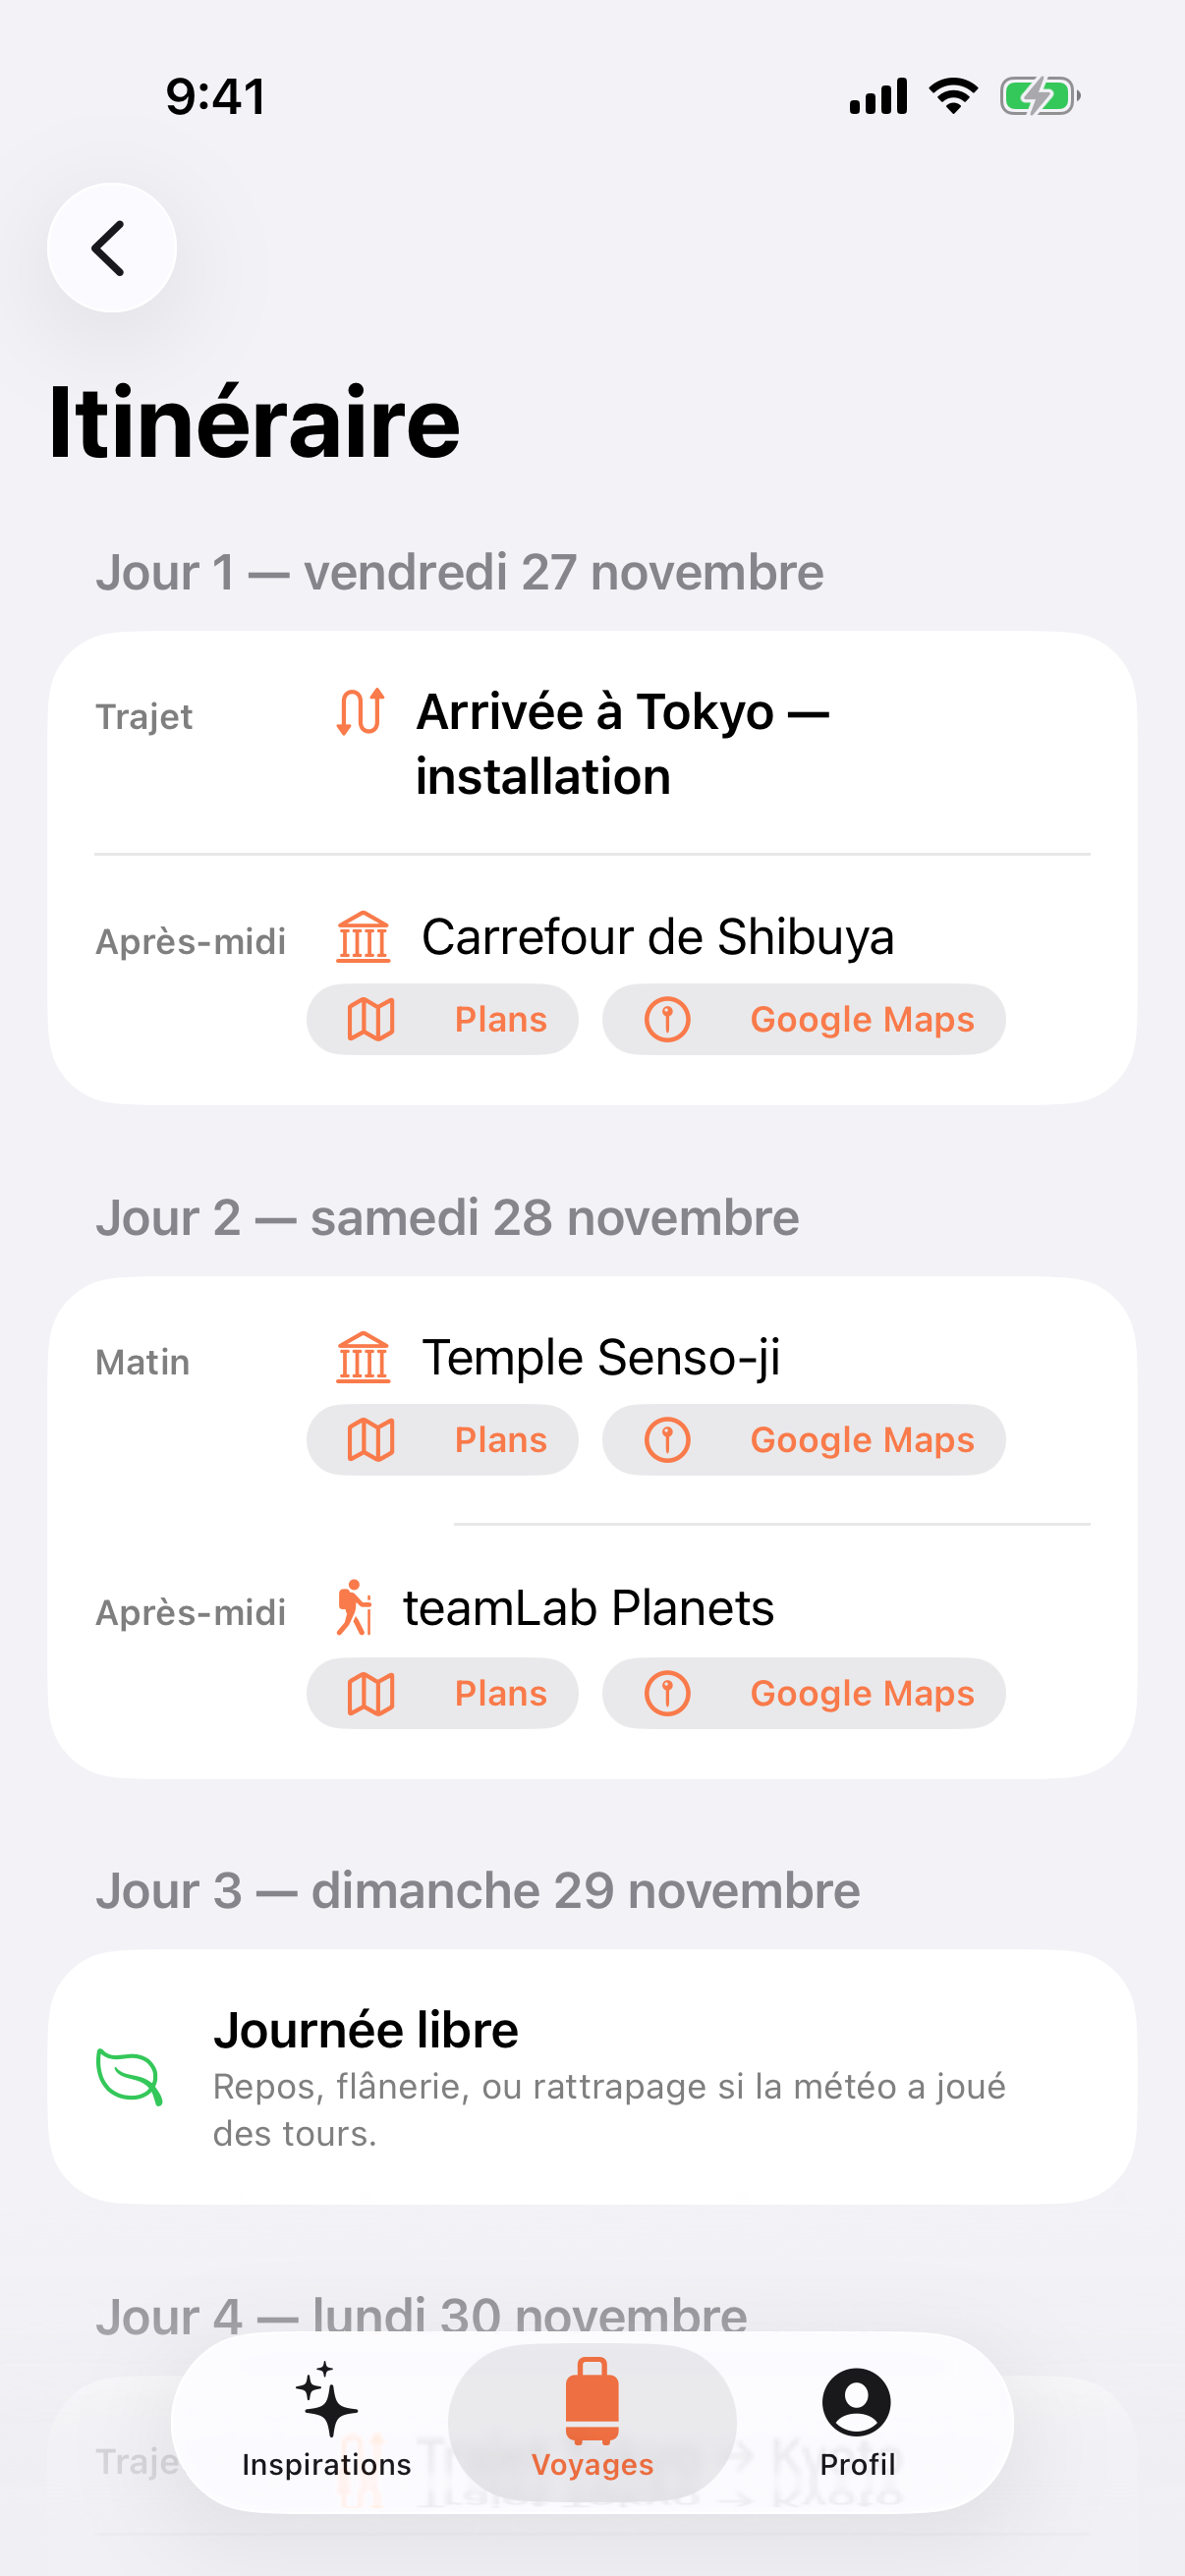 9:41
Itinéraire
Jour 1 — vendredi 27 novembre
Trajet
Arrivée à Tokyo —
installation
Après-midi
Carrefour de Shibuya
Plans
Google Maps
Jour 2 — samedi 28 novembre
Matin
Temple Senso-ji
Plans
Google Maps
Après-midi
teamLab Planets
Plans
Google Maps
Jour 3 — dimanche 29 novembre
Journée libre
Repos, flânerie, ou rattrapage si la météo a joué
des tours.
Jour 4 — lundi 30 novembre
Inspirations
Voyages
Profil